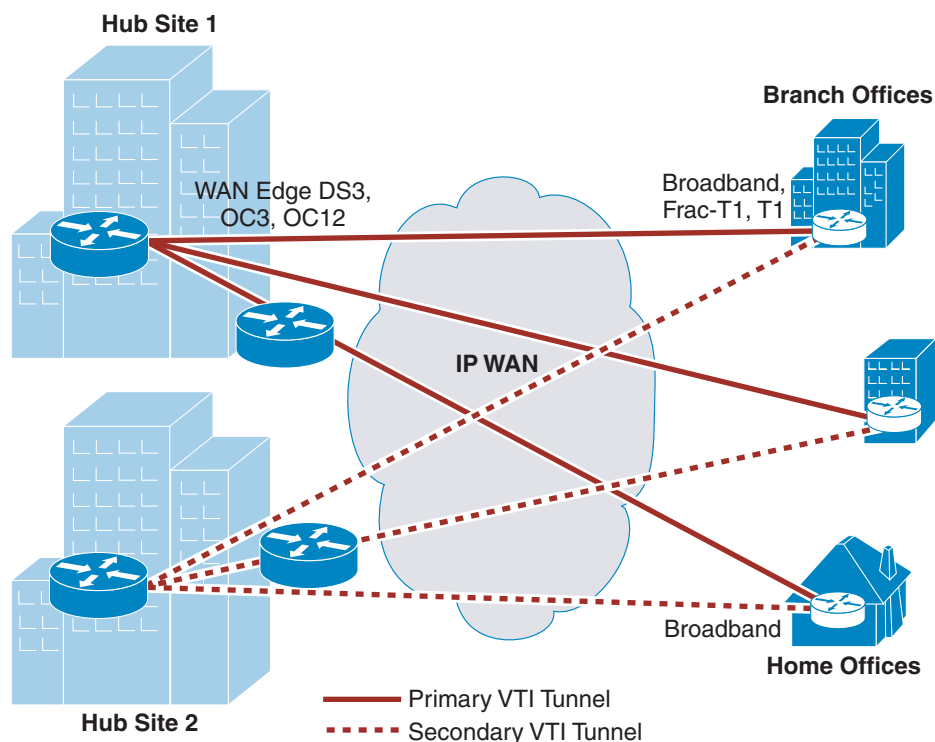 Hub Site 1
Branch Offices
WAN Edge DS3,
OC3, OC12
Broadband,
Frac-T1, T1
IP WAN
Broadband
Home Offices
Hub Site 2
Primary VTI Tunnel
Secondary VTI Tunnel